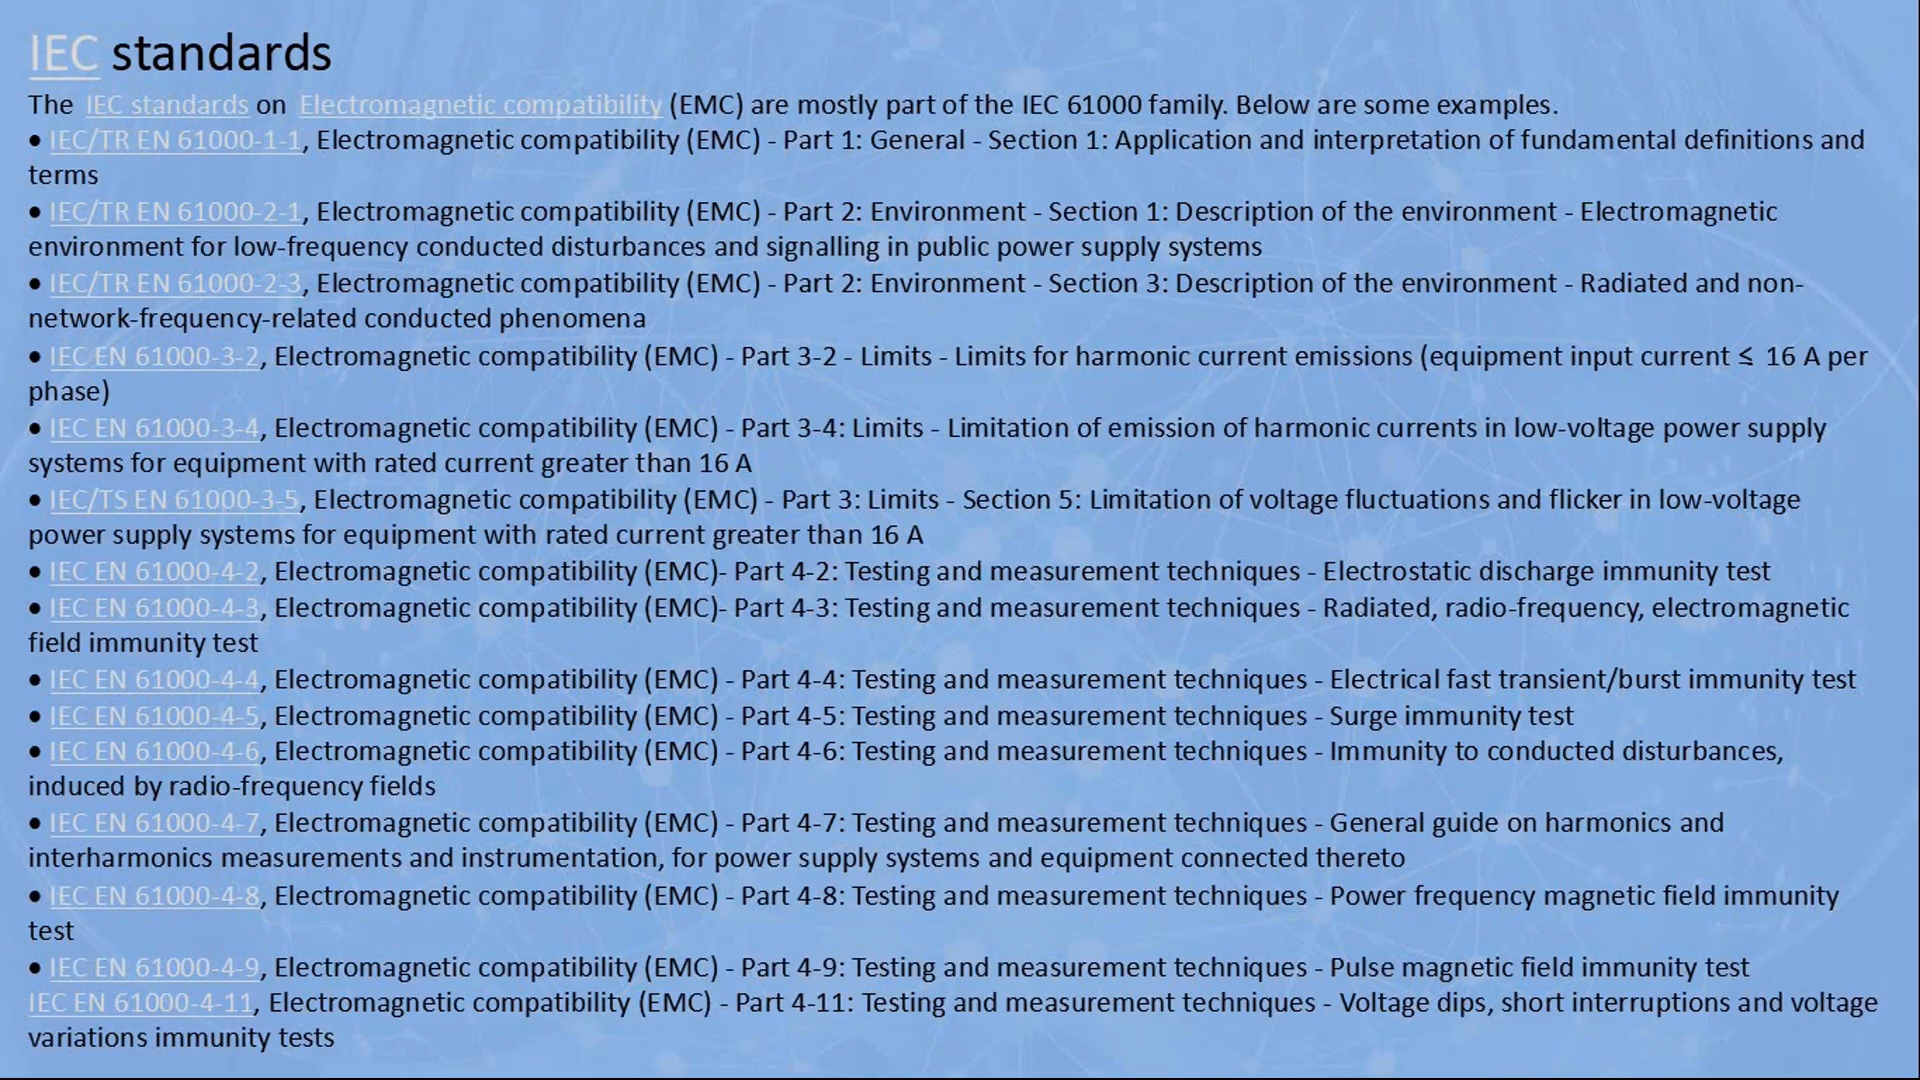 IEC standards
The IEC standards on Electromagnetic compatibility (EMC) are mostly part of the IEC 61000 family. Below are some examples.
• IEC/TR EN 61000-1-1, Electromagnetic compatibility (EMC) - Part 1: General - Section 1: Application and interpretation of fundamental definitions and
terms
• IEC/TR EN 61000-2-1, Electromagnetic compatibility (EMC) - Part 2: Environment - Section 1: Description of the environment - Electromagnetic
environment for low-frequency conducted disturbances and signalling in public power supply systems
• IEC/TR EN 61000-2-3, Electromagnetic compatibility (EMC) - Part 2: Environment - Section 3: Description of the environment - Radiated and non-
network-frequency-related conducted phenomena
• IEC EN 61000-3-2, Electromagnetic compatibility (EMC) - Part 3-2 - Limits - Limits for harmonic current emissions (equipment input current ≤ 16 A per
phase)
• IEC EN 61000-3-4, Electromagnetic compatibility (EMC) - Part 3-4: Limits - Limitation of emission of harmonic currents in low-voltage power supply
systems for equipment with rated current greater than 16 A
• IEC/TS EN 61000-3-5, Electromagnetic compatibility (EMC) - Part 3: Limits - Section 5: Limitation of voltage fluctuations and flicker in low-voltage
power supply systems for equipment with rated current greater than 16 A
• IEC EN 61000-4-2, Electromagnetic compatibility (EMC)- Part 4-2: Testing and measurement techniques - Electrostatic discharge immunity test
• IEC EN 61000-4-3, Electromagnetic compatibility (EMC)- Part 4-3: Testing and measurement techniques - Radiated, radio-frequency, electromagnetic
field immunity test
• IEC EN 61000-4-4, Electromagnetic compatibility (EMC) - Part 4-4: Testing and measurement techniques - Electrical fast transient/burst immunity test
• IEC EN 61000-4-5, Electromagnetic compatibility (EMC) - Part 4-5: Testing and measurement techniques - Surge immunity test
• IEC EN 61000-4-6, Electromagnetic compatibility (EMC) - Part 4-6: Testing and measurement techniques - Immunity to conducted disturbances,
induced by radio-frequency fields
• IEC EN 61000-4-7, Electromagnetic compatibility (EMC) - Part 4-7: Testing and measurement techniques - General guide on harmonics and
interharmonics measurements and instrumentation, for power supply systems and equipment connected thereto
• IEC EN 61000-4-8, Electromagnetic compatibility (EMC) - Part 4-8: Testing and measurement techniques - Power frequency magnetic field immunity
test
• IEC EN 61000-4-9, Electromagnetic compatibility (EMC) - Part 4-9: Testing and measurement techniques - Pulse magnetic field immunity test
IEC EN 61000-4-11, Electromagnetic compatibility (EMC) - Part 4-11: Testing and measurement techniques - Voltage dips, short interruptions and voltage
variations immunity tests